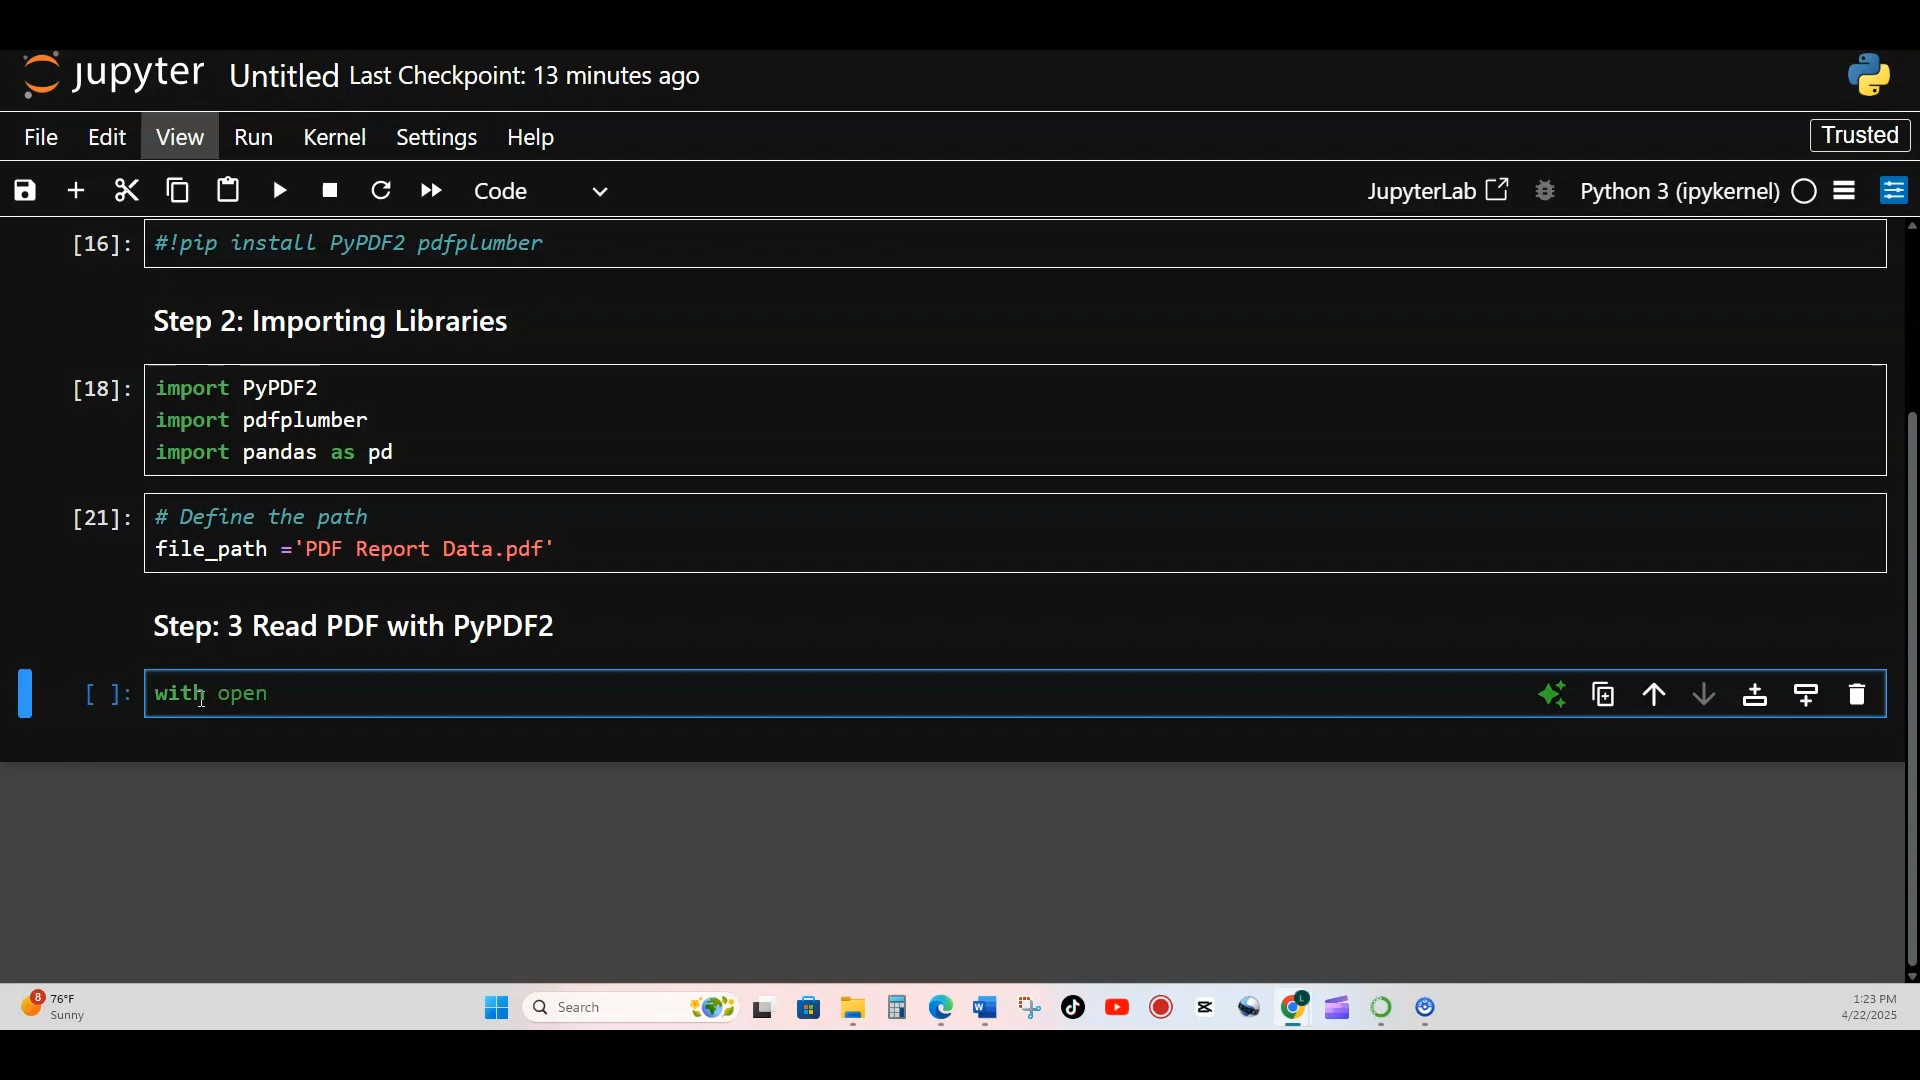 jupyter Untitled Last Checkpoint: 13 minutes ago
File Edit View Run Kernel Settings Help Trusted
Code JupyterLab Python 3 (ipykernel)
[16]: #!pip install PyPDF2 pdfplumber
Step 2: Importing Libraries
[18]: import PyPDF2
import pdfplumber
import pandas as pd
[21]: # Define the path
file_path ='PDF Report Data.pdf'
Step: 3 Read PDF with PyPDF2
[ ]: with open
8 76°F
Sunny
Search
W
L
1:23 PM
4/22/2025